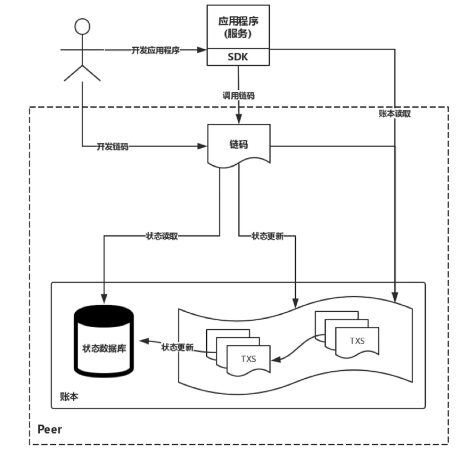 应用程序
(服务)
SDK
开发应用程序
调用链码
账本读取
链码
开发链码
状态读取
状态更新
状态数据库
状态更新
TXS
TXS
账本
Peer